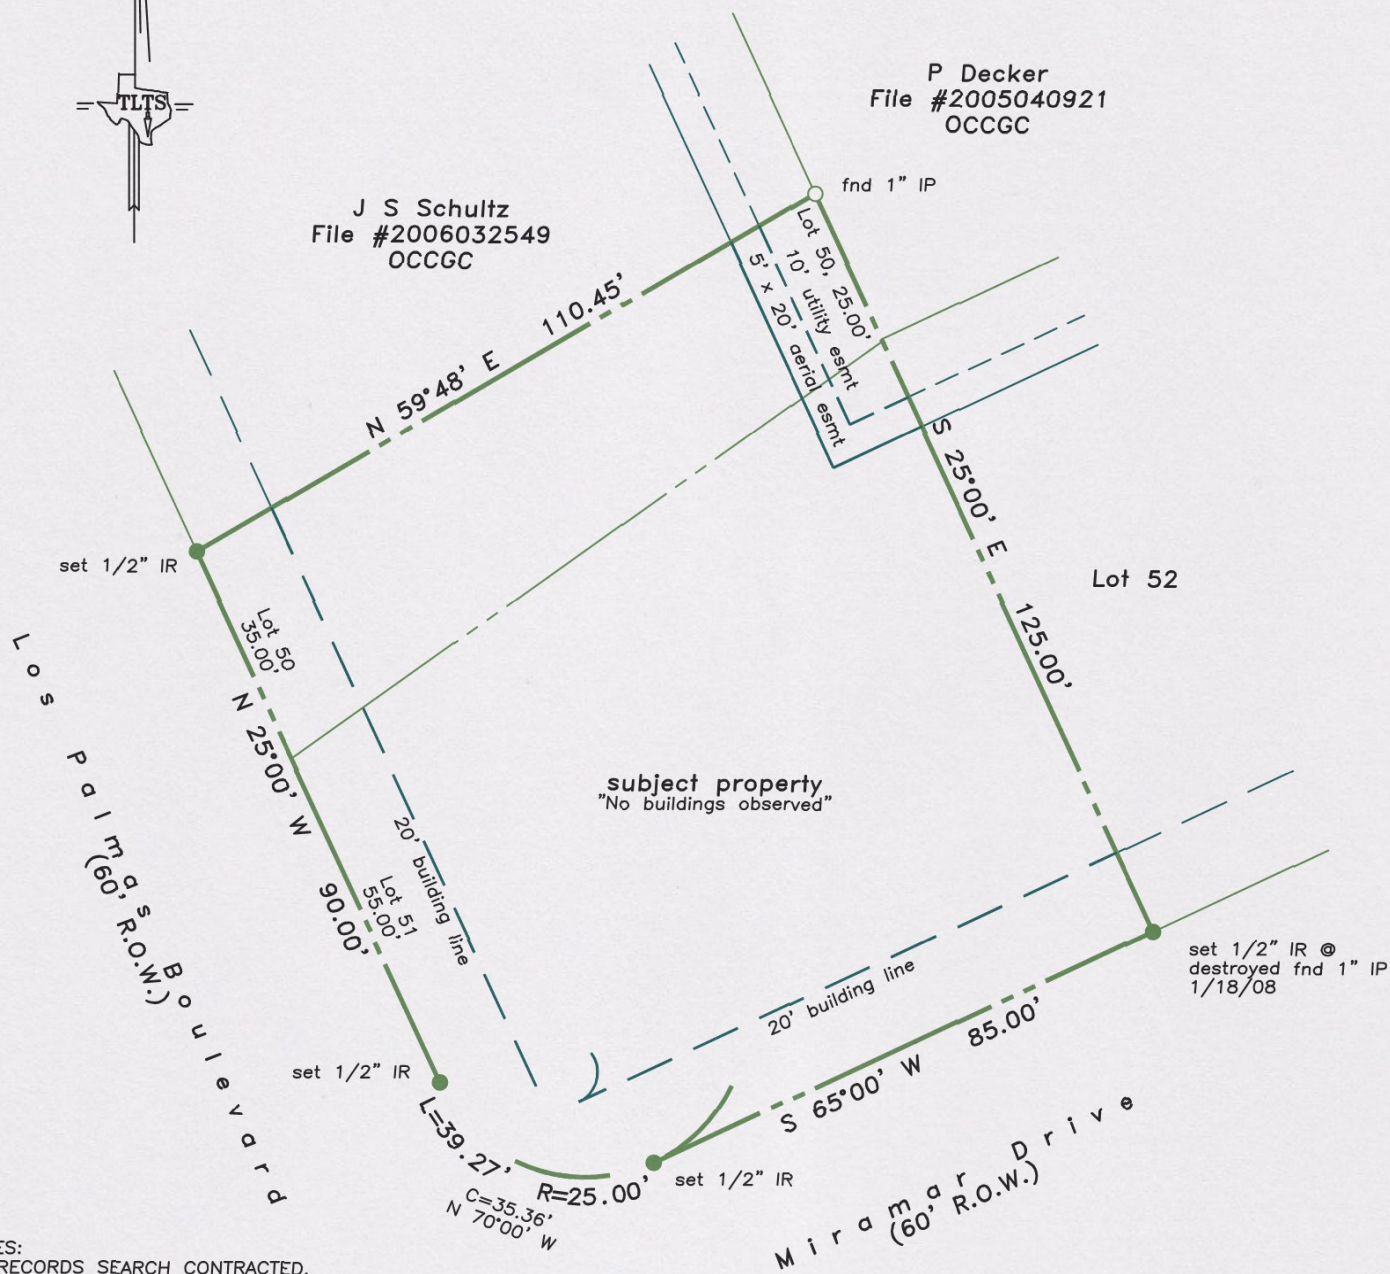 TLTS
P Decker
File #2005040921
OCCGC
fnd 1" IP
J S Schultz
File #2006032549
OCCGC
N 59°48' E 110.45'
Lot 50, 25.00'
10' utility esmt
5' x 20' aerial esmt
S 25°00' E 125.00'
Lot 52
set 1/2" IR
Lot 50
35.00'
N 25°00' W 90.00'
Lot 51
55.00'
20' building line
Los Palmas Boulevard
(60' R.O.W.)
subject property
"No buildings observed"
20' building line
set 1/2" IR @
destroyed fnd 1" IP
1/18/08
S 65°00' W 85.00'
set 1/2" IR
L=39.27'
R=25.00'
C=35.36'
N 70°00' W
set 1/2" IR
Miramar Drive
(60' R.O.W.)
ES:
RECORDS SEARCH CONTRACTED.